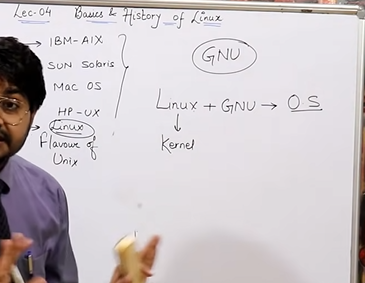 Lec-04 Basics & History of Linux
→ IBM-AIX
SUN Solaris
Mac OS
HP-UX
→ Linux
Flavour of
Unix
GNU
Linux + GNU → O.S
↓
Kernel